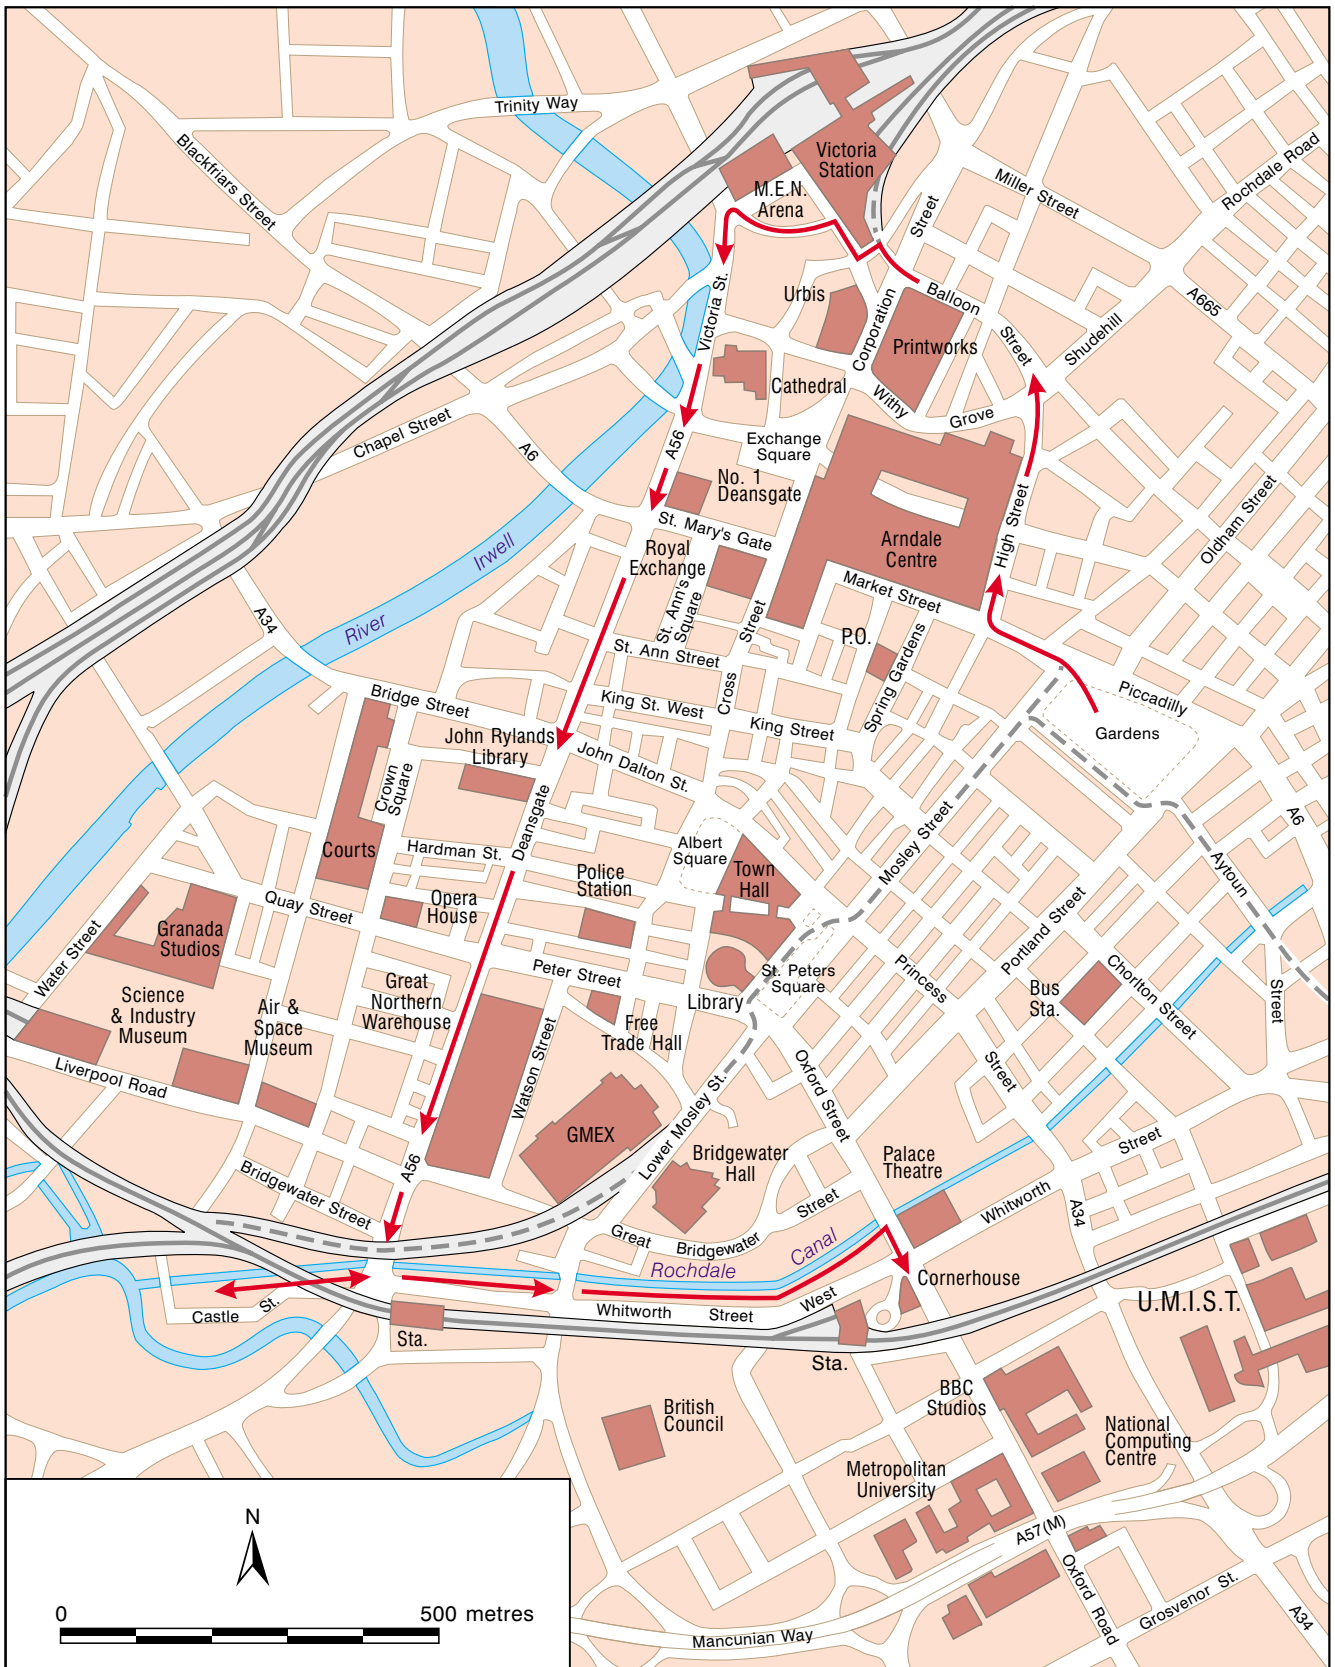 Trinity Way
Blackfriars Street
Victoria
Station
M.E.N.
Arena
Miller Street
Rochdale Road
Street
Corporation
Urbis
Victoria St.
Balloon
Street
Printworks
Shudehill
A665
Cathedral
Withy
Grove
Chapel Street
A6
A56
Exchange
Square
No. 1
Deansgate
St. Mary's Gate
Arndale
Centre
High Street
Oldham Street
Royal
Exchange
St. Ann's
Square
Market Street
River
Irwell
A34
St. Ann Street
Cross
Street
P.O.
Spring Gardens
Piccadilly
Gardens
Bridge Street
King St. West
King Street
John Rylands
Library
John Dalton St.
Crown
Square
Courts
Hardman St.
Deansgate
Albert
Square
Town
Hall
Mosley Street
A6
Aytoun
Street
Police
Station
Quay Street
Opera
House
Granada
Studios
Water Street
Peter Street
St. Peters
Square
Library
Princess
Street
Portland Street
Bus
Sta.
Chorlton Street
Science
& Industry
Museum
Air &
Space
Museum
Great
Northern
Warehouse
Free
Trade Hall
Watson Street
Liverpool Road
Oxford Street
GMEX
Lower Mosley St.
Bridgewater
Hall
Palace
Theatre
Whitworth
Street
A34
A56
Bridgewater Street
Great
Bridgewater
Street
Rochdale
Canal
Cornerhouse
Castle
St.
Whitworth
Street
West
Sta.
Sta.
U.M.I.S.T.
British
Council
BBC
Studios
National
Computing
Centre
Metropolitan
University
A57(M)
Oxford Road
Grosvenor St.
A34
Mancunian Way
N
0
500 metres